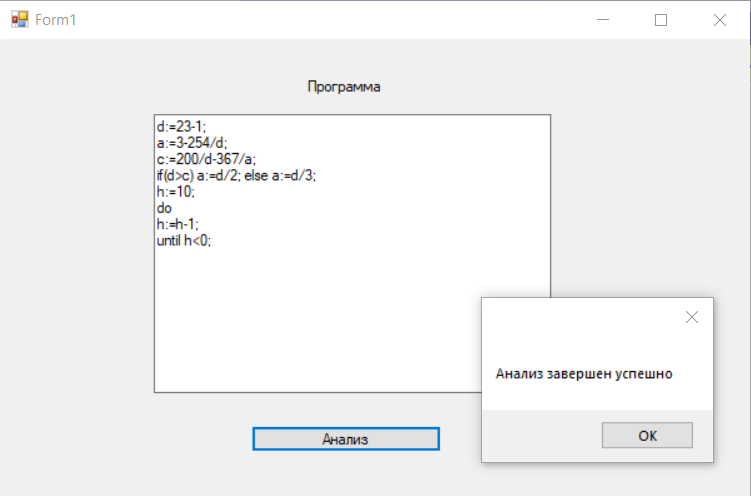 Form1
Программа
d:=23-1;
a:=3-254/d;
c:=200/d-367/a;
if(d>c) a:=d/2; else a:=d/3;
h:=10;
do
h:=h-1;
until h<0;
Анализ завершен успешно
OK
Анализ